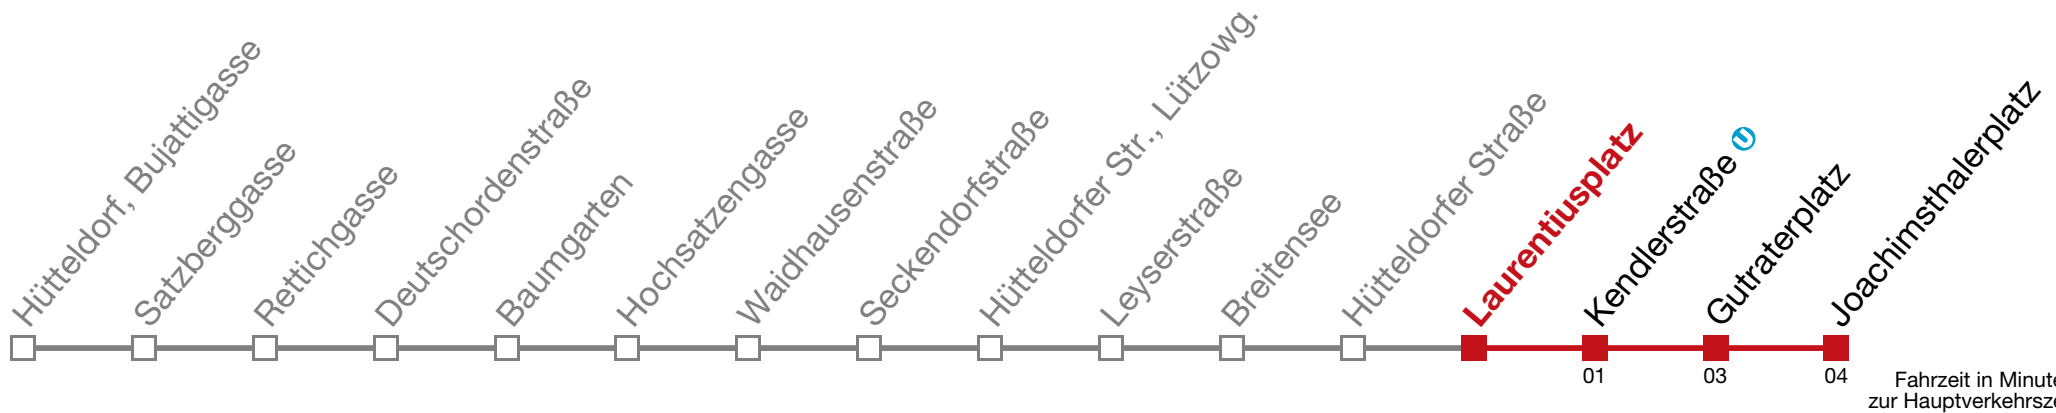 Hütteldorf, Bujattigasse
Satzberggasse
Rettichgasse
Deutschordenstraße
Baumgarten
Hochsatzengasse
Waidhausenstraße
Seckendorfstraße
Hütteldorfer Str., Lützowg.
Leyserstraße
Breitensee
Hütteldorfer Straße
Laurentiusplatz
Kendlerstraße U
Gutraterplatz
Joachimsthalerplatz
01 03 04
Fahrzeit in Minute
zur Hauptverkehrsze